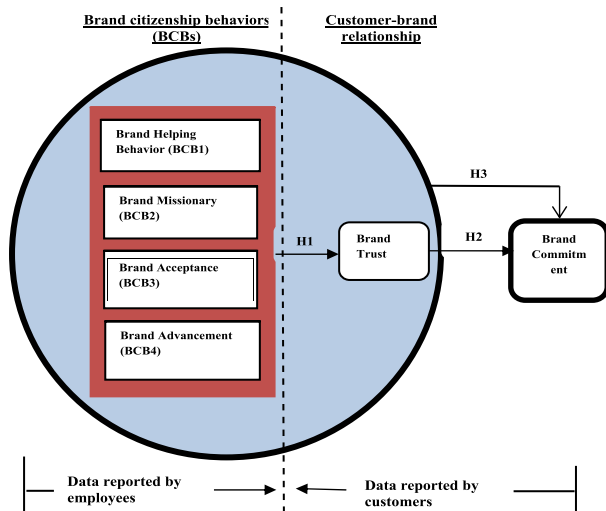 Brand citizenship behaviors
(BCBs)
Customer-brand
relationship
Brand Helping
Behavior (BCB1)
Brand Missionary
(BCB2)
Brand Acceptance
(BCB3)
Brand Advancement
(BCB4)
H1
Brand
Trust
H3
H2
Brand
Commitm
ent
Data reported by
employees
Data reported by
customers